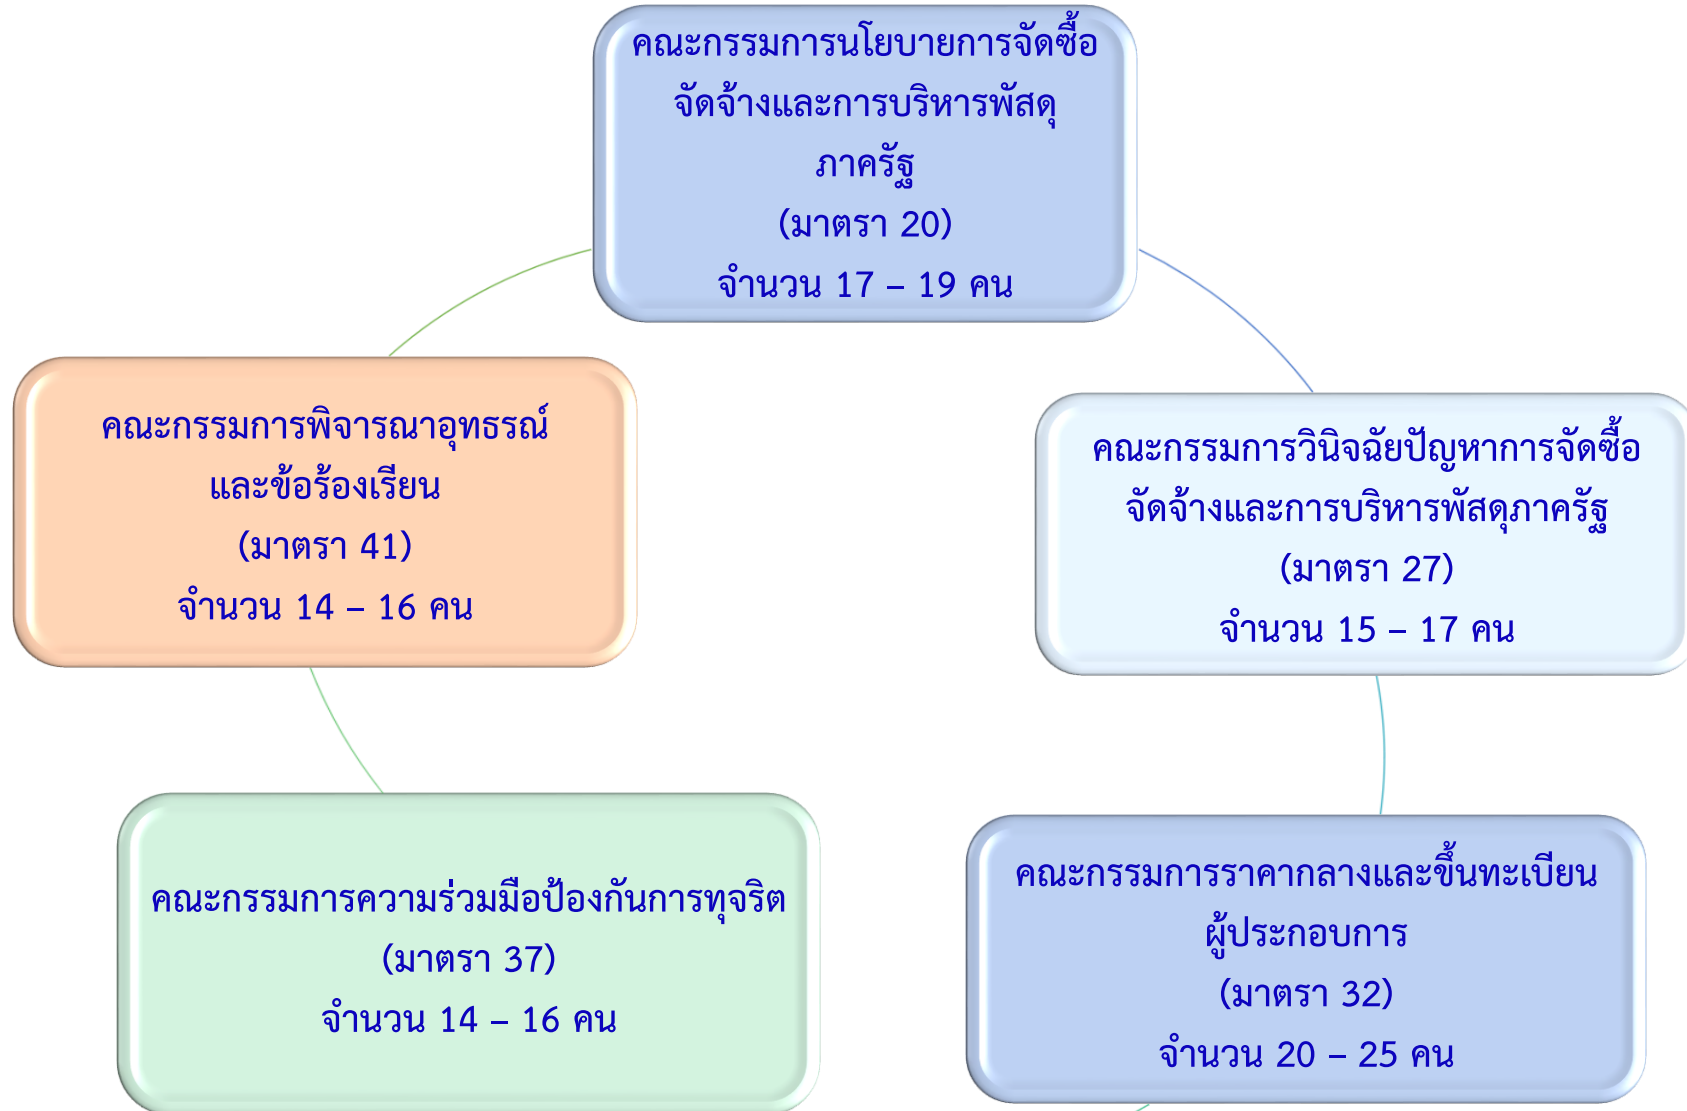 คณะกรรมการนโยบายการจัดซื้อ
จัดจ้างและการบริหารพัสดุ
ภาครัฐ
(มาตรา 20)
จำนวน 17 – 19 คน
คณะกรรมการพิจารณาอุทธรณ์
และข้อร้องเรียน
(มาตรา 41)
จำนวน 14 – 16 คน
คณะกรรมการวินิจฉัยปัญหาการจัดซื้อ
จัดจ้างและการบริหารพัสดุภาครัฐ
(มาตรา 27)
จำนวน 15 – 17 คน
คณะกรรมการความร่วมมือป้องกันการทุจริต
(มาตรา 37)
จำนวน 14 – 16 คน
คณะกรรมการราคากลางและขึ้นทะเบียน
ผู้ประกอบการ
(มาตรา 32)
จำนวน 20 – 25 คน